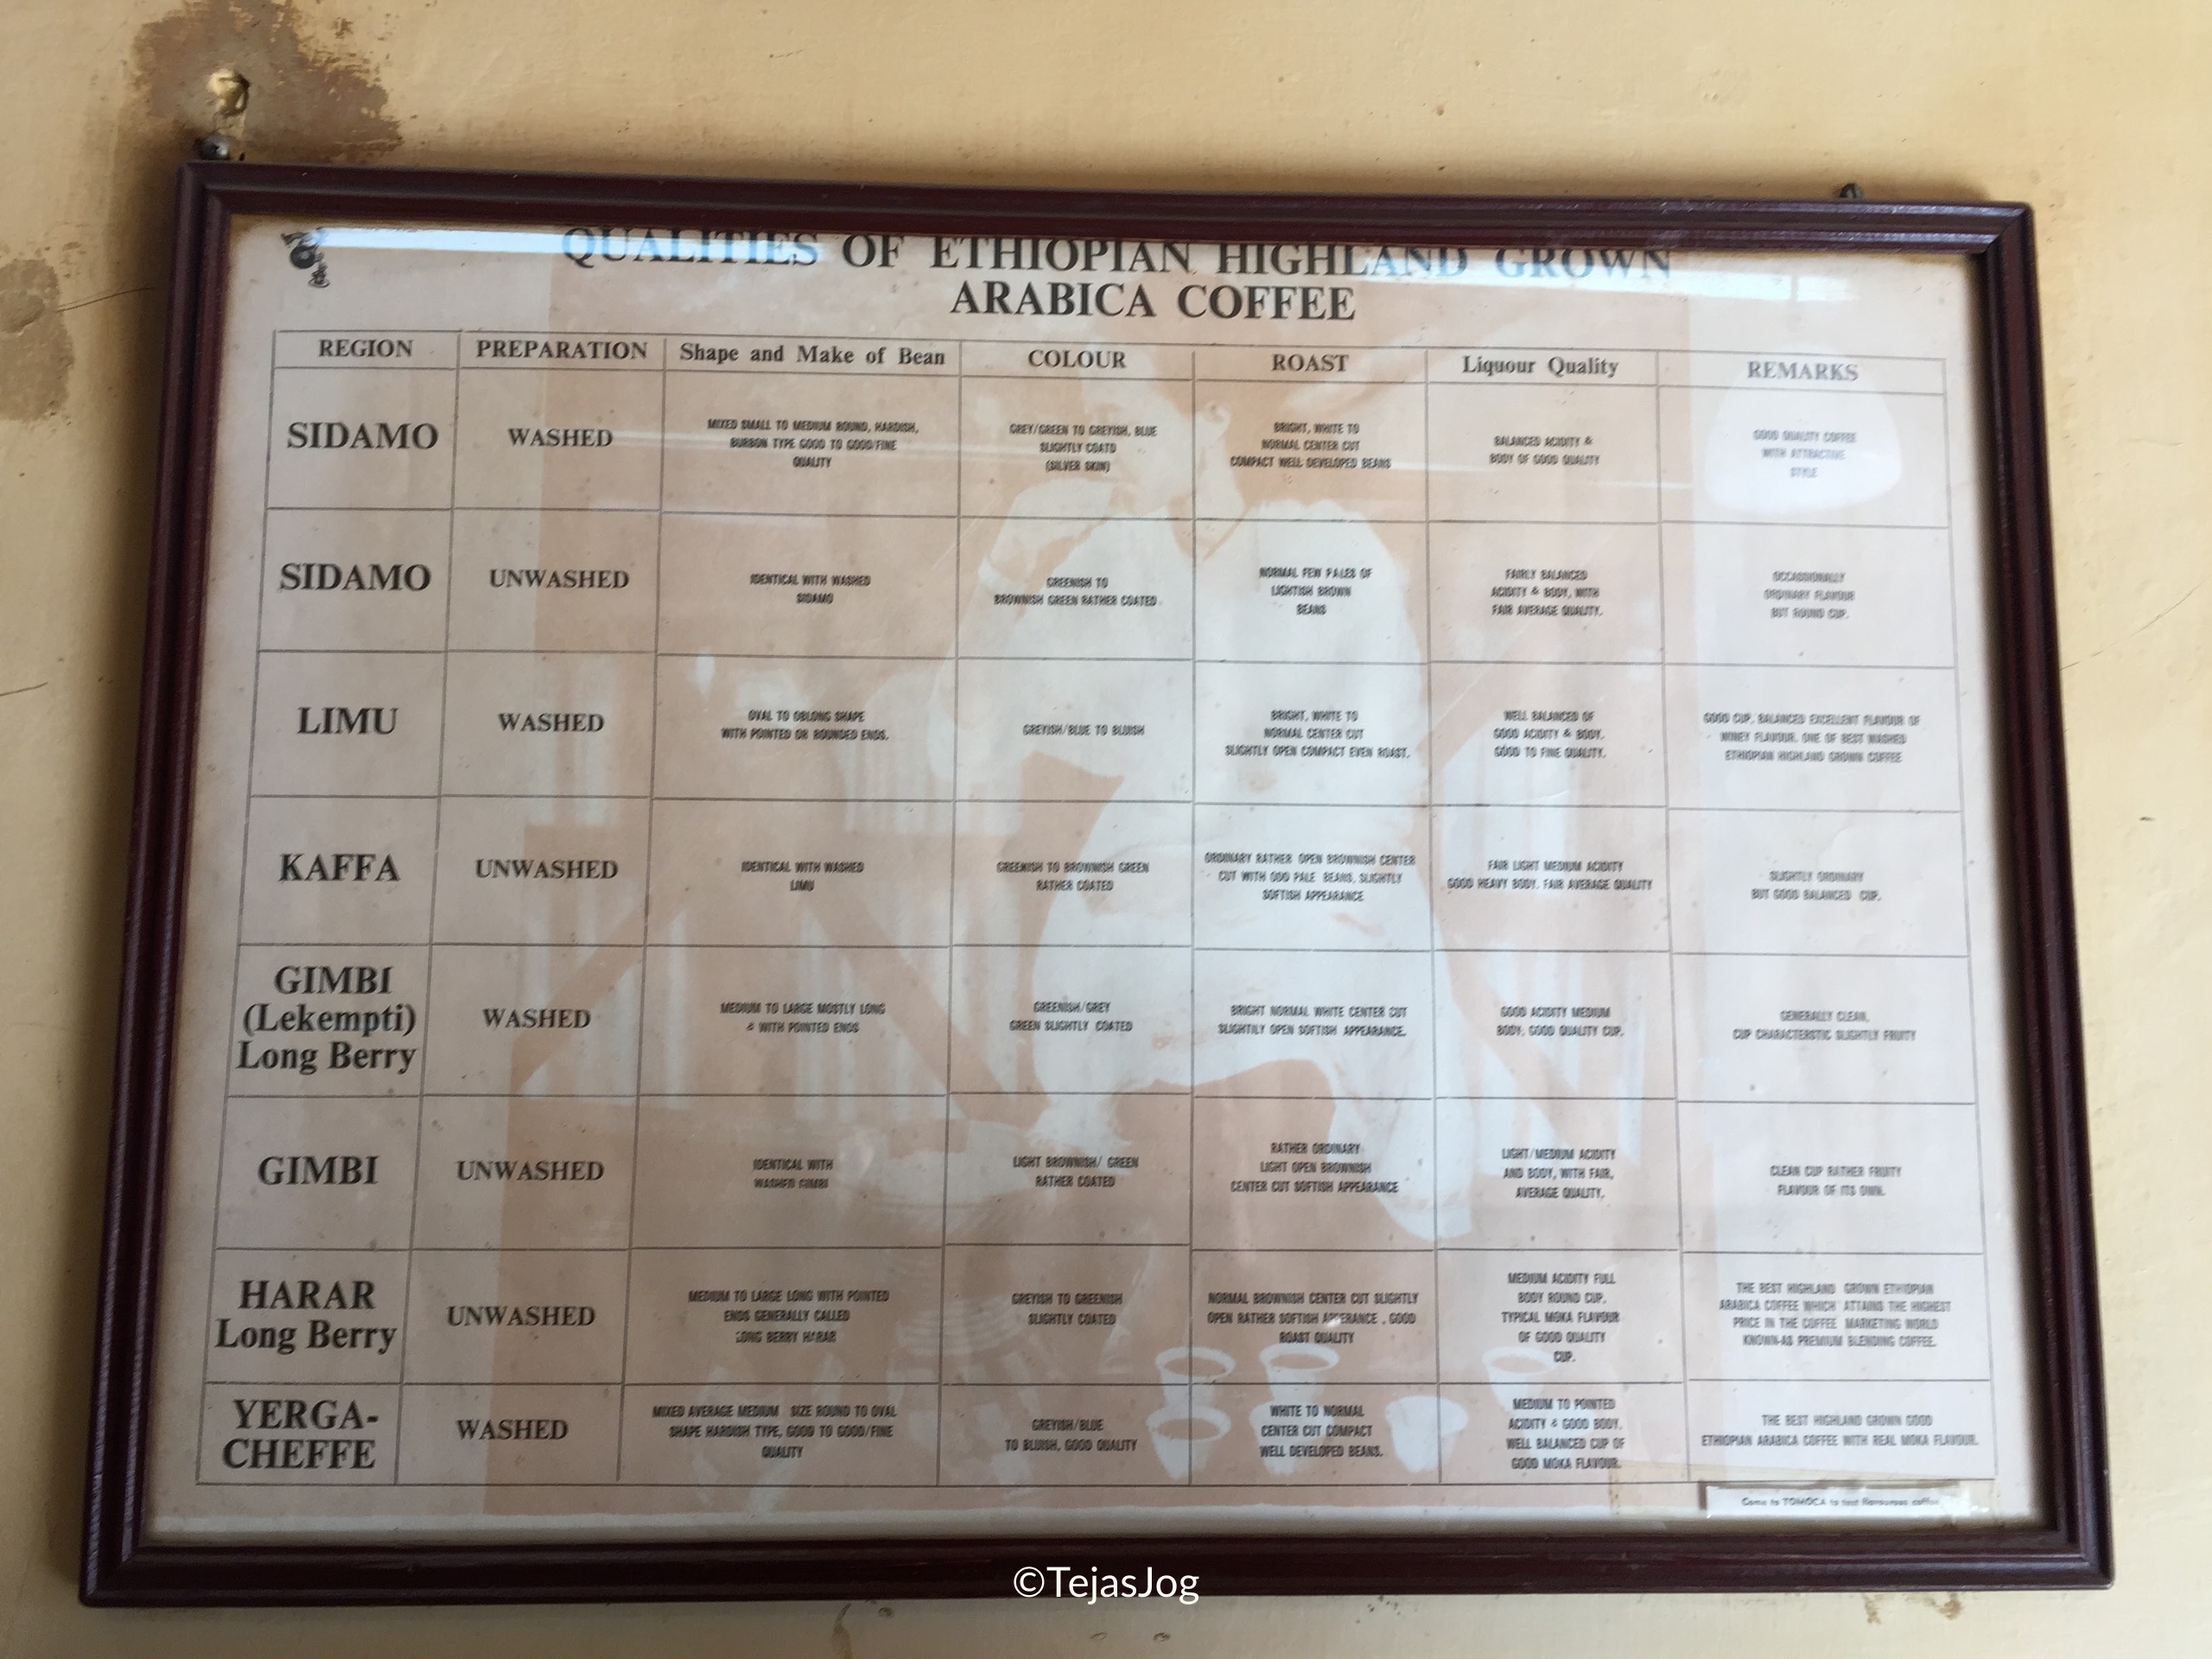 QUALITIES OF ETHIOPIAN HIGHLAND GROWN
ARABICA COFFEE
REGION PREPARATION Shape and Make of Bean COLOUR ROAST Liquour Quality REMARKS
SIDAMO
WASHED
MIXED SMALL TO MEDIUM ROUND, HARDISH,
BURBON TYPE GOOD TO GOOD/FINE
QUALITY
GREY/GREEN TO GREYISH, BLUE
SLIGHTLY COATD
(SILVER SKIN)
BRIGHT, WHITE TO
NORMAL CENTER CUT
COMPACT WELL DEVELOPED BEANS
BALANCED ACIDITY &
BODY OF GOOD QUALITY
GOOD QUALITY COFFEE
WITH ATTRACTIVE
STYLE
SIDAMO
UNWASHED
IDENTICAL WITH WASHED
SIDAMO
GREENISH TO
BROWNISH GREEN RATHER COATED
NORMAL FEW PALES OF
LIGHTISH BROWN
BEANS
FAIRLY BALANCED
ACIDITY & BODY, WITH
FAIR AVERAGE QUALITY.
OCCASSIONALLY
ORDINARY FLAVOUR
BUT ROUND CUP.
LIMU
WASHED
OVAL TO OBLONG SHAPE
WITH POINTED OR ROUNDED ENDS.
GREYISH/BLUE TO BLUISH
BRIGHT, WHITE TO
NORMAL CENTER CUT
SLIGHTLY OPEN COMPACT EVEN ROAST.
WELL BALANCED OF
GOOD ACIDITY & BODY.
GOOD TO FINE QUALITY.
GOOD CUP, BALANCED EXCELLENT FLAVOUR OF
WINEY FLAVOUR. ONE OF BEST WASHED
ETHIOPIAN HIGHLAND GROWN COFFEE
KAFFA
UNWASHED
IDENTICAL WITH WASHED
LIMU
GREENISH TO BROWNISH GREEN
RATHER COATED
ORDINARY RATHER OPEN BROWNISH CENTER
CUT WITH ODD PALE BEANS, SLIGHTLY
SOFTISH APPEARANCE
FAIR LIGHT MEDIUM ACIDITY
GOOD HEAVY BODY. FAIR AVERAGE QUALITY
SLIGHTLY ORDINARY
BUT GOOD BALANCED CUP.
GIMBI
(Lekempti)
Long Berry
WASHED
MEDIUM TO LARGE MOSTLY LONG
& WITH POINTED ENDS
GREENISH/GREY
GREEN SLIGHTLY COATED
BRIGHT NORMAL WHITE CENTER CUT
SLIGHTILY OPEN SOFTISH APPEARANCE.
GOOD ACIDITY MEDIUM
BODY, GOOD QUALITY CUP.
GENERALLY CLEAN,
CUP CHARACTERSTIC SLIGHTLY FRUITY
GIMBI
UNWASHED
IDENTICAL WITH
WASHED GIMBI
LIGHT BROWNISH/ GREEN
RATHER COATED
RATHER ORDINARY
LIGHT OPEN BROWNISH
CENTER CUT SOFTISH APPEARANCE
LIGHT/MEDIUM ACIDITY
AND BODY, WITH FAIR,
AVERAGE QUALITY.
CLEAN CUP RATHER FRUITY
FLAVOUR OF ITS OWN.
HARAR
Long Berry
UNWASHED
MEDIUM TO LARGE LONG WITH POINTED
ENDS GENERALLY CALLED
LONG BERRY HARAR
GREYISH TO GREENISH
SLIGHTLY COATED
NORMAL BROWNISH CENTER CUT SLIGHTLY
OPEN RATHER SOFTISH APPERANCE , GOOD
ROAST QUALITY
MEDIUM ACIDITY FULL
BODY ROUND CUP,
TYPICAL MOKA FLAVOUR
OF GOOD QUALITY
CUP.
THE BEST HIGHLAND GROWN ETHIOPIAN
ARABICA COFFEE WHICH ATTAINS THE HIGHEST
PRICE IN THE COFFEE MARKETING WORLD
KNOWN-AS PREMIUM BLENDING COFFEE.
YERGA-
CHEFFE
WASHED
MIXED AVERAGE MEDIUM SIZE ROUND TO OVAL
SHAPE HARDISH TYPE, GOOD TO GOOD/FINE
QUALITY
GREYISH/BLUE
TO BLUISH, GOOD QUALITY
WHITE TO NORMAL
CENTER CUT COMPACT
WELL DEVELOPED BEANS.
MEDIUM TO POINTED
ACIDITY & GOOD BODY.
WELL BALANCED CUP OF
GOOD MOKA FLAVOUR.
THE BEST HIGHLAND GROWN GOOD
ETHIOPIAN ARABICA COFFEE WITH REAL MOKA FLAVOUR.
Come to TOMOCA to test flavourous coffee
©TejasJog